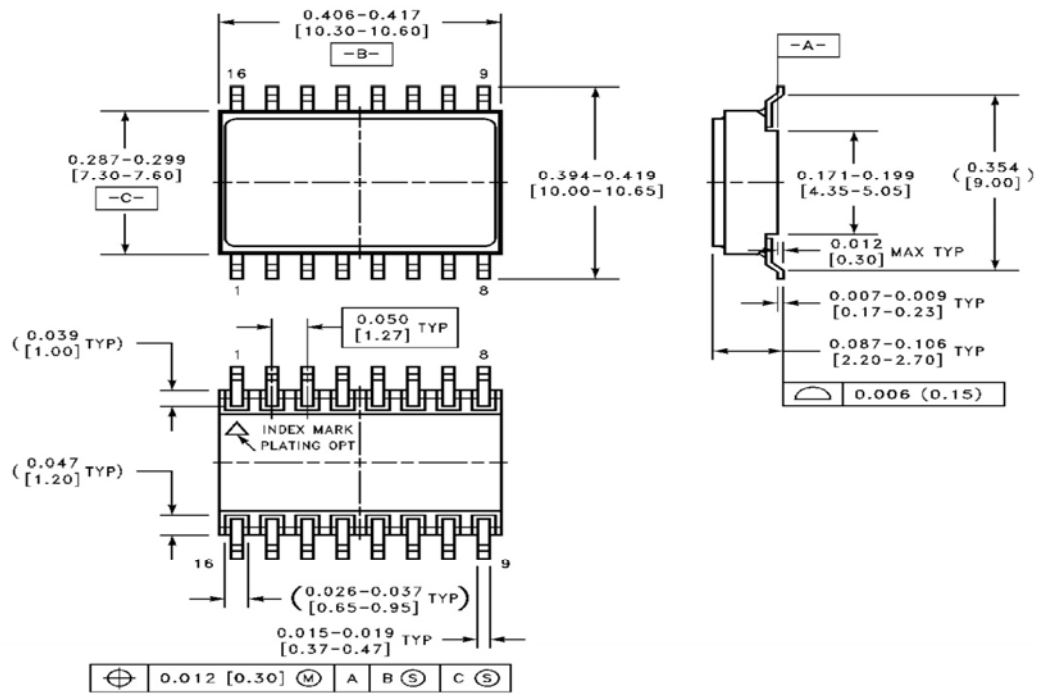 0.406-0.417
[10.30-10.60]
-B-
-A-
16
9
0.287-0.299
[7.30-7.60]
-C-
0.394-0.419
[10.00-10.65]
0.171-0.199
[4.35-5.05]
(0.354)
[9.00]
0.012
[0.30] MAX TYP
1
8
0.007-0.009
[0.17-0.23] TYP
0.087-0.106
[2.20-2.70] TYP
0.006 (0.15)
0.050
[1.27] TYP
(0.039
[1.00] TYP)
1
8
INDEX MARK
PLATING OPT
(0.047
[1.20] TYP)
16
9
(0.026-0.037
[0.65-0.95] TYP)
0.015-0.019
[0.37-0.47] TYP
0.012 [0.30] Ⓜ A B Ⓢ C Ⓢ